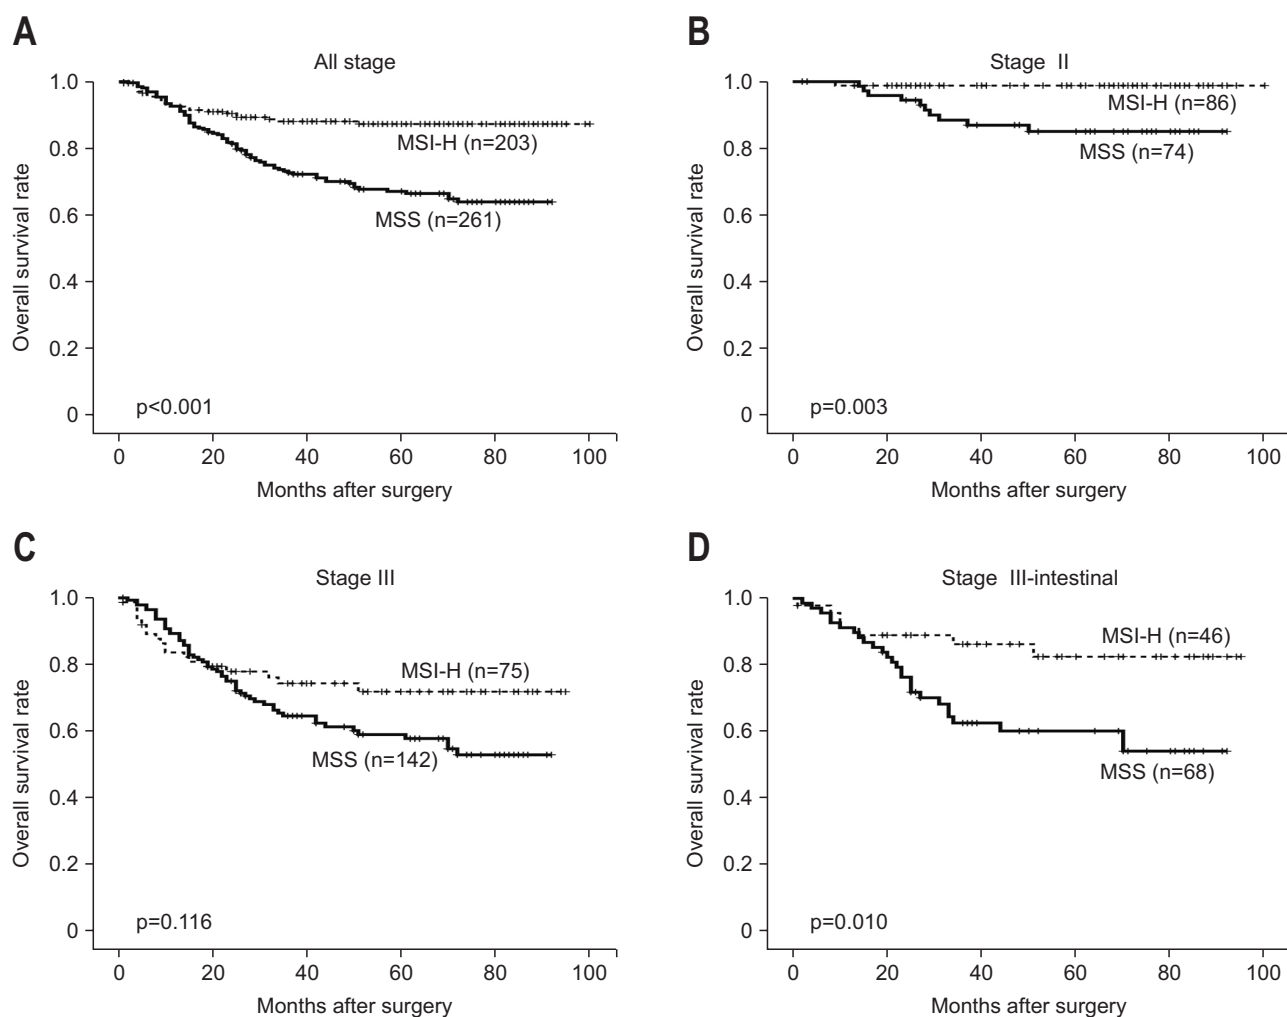 A
All stage
1.0
0.8
0.6
0.4
0.2
0
Overall survival rate
MSI-H (n=203)
MSS (n=261)
p<0.001
0 20 40 60 80 100
Months after surgery
B
Stage II
1.0
0.8
0.6
0.4
0.2
0
Overall survival rate
MSI-H (n=86)
MSS (n=74)
p=0.003
0 20 40 60 80 100
Months after surgery
C
Stage III
1.0
0.8
0.6
0.4
0.2
0
Overall survival rate
MSI-H (n=75)
MSS (n=142)
p=0.116
0 20 40 60 80 100
Months after surgery
D
Stage III-intestinal
1.0
0.8
0.6
0.4
0.2
0
Overall survival rate
MSI-H (n=46)
MSS (n=68)
p=0.010
0 20 40 60 80 100
Months after surgery